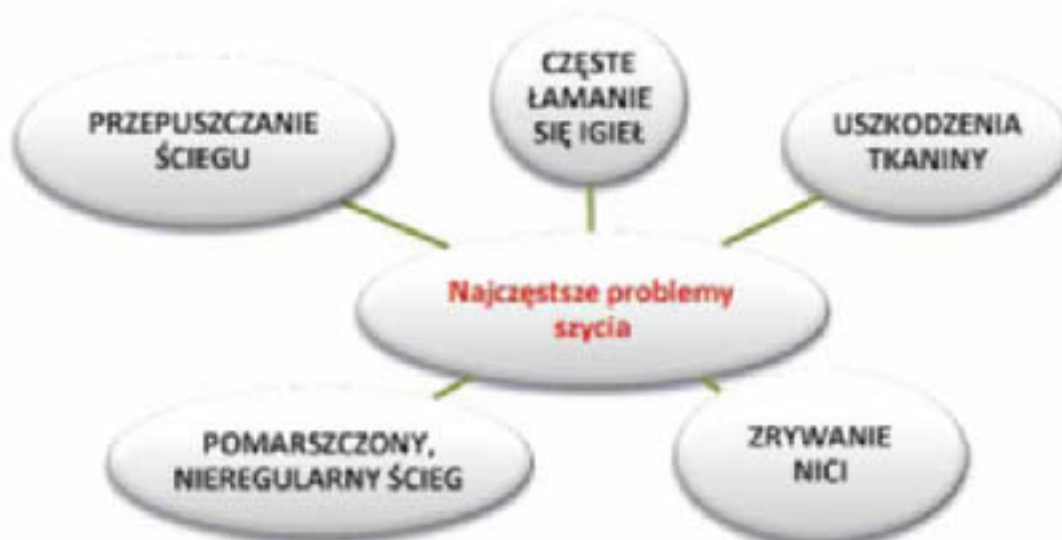 CZĘSTE
ŁAMANIE
SIĘ IGIEŁ
PRZEPUSZCZANIE
ŚCIEGU
USZKODZENIA
TKANINY
Najczęstsze problemy
szycia
POMARSZCZONY,
NIEREGULARNY ŚCIEG
ZRYWANIE
NICI